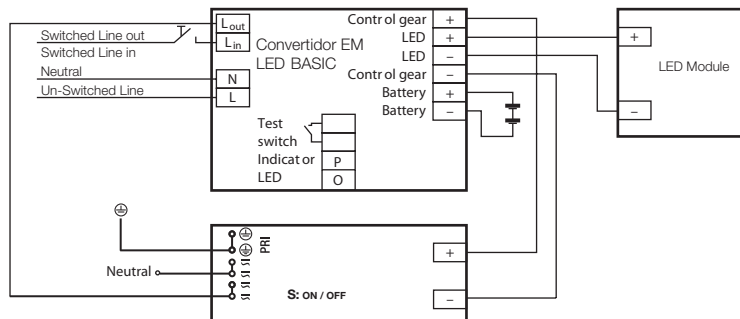 Switched Line out
Switched Line in
Neutral
Un-Switched Line
Lout
Lin
N
L
Convertidor EM
LED BASIC
Control gear +
LED +
LED –
Control gear –
Battery +
Battery –
Test
switch
Indicator
LED
P
O
+
–
LED Module
PRI
Neutral
S: ON / OFF
+
–